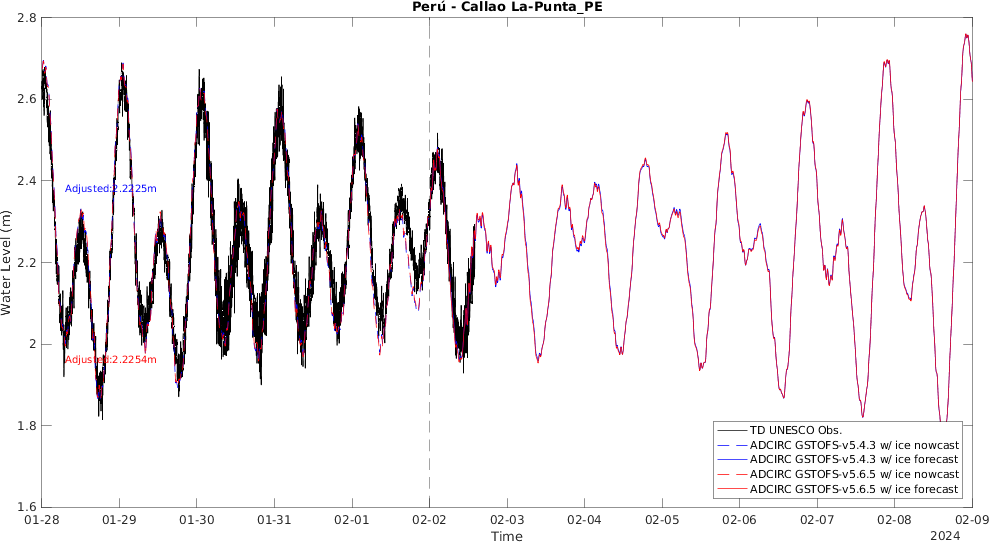 Perú - Callao La-Punta_PE
2.8
2.6
2.4
2.2
2
1.8
1.6
Water Level (m)
Adjusted:2.2225m
Adjusted:2.2254m
TD UNESCO Obs.
ADCIRC GSTOFS-v5.4.3 w/ ice nowcast
ADCIRC GSTOFS-v5.4.3 w/ ice forecast
ADCIRC GSTOFS-v5.6.5 w/ ice nowcast
ADCIRC GSTOFS-v5.6.5 w/ ice forecast
01-28 01-29 01-30 01-31 02-01 02-02 02-03 02-04 02-05 02-06 02-07 02-08 02-09
Time
2024